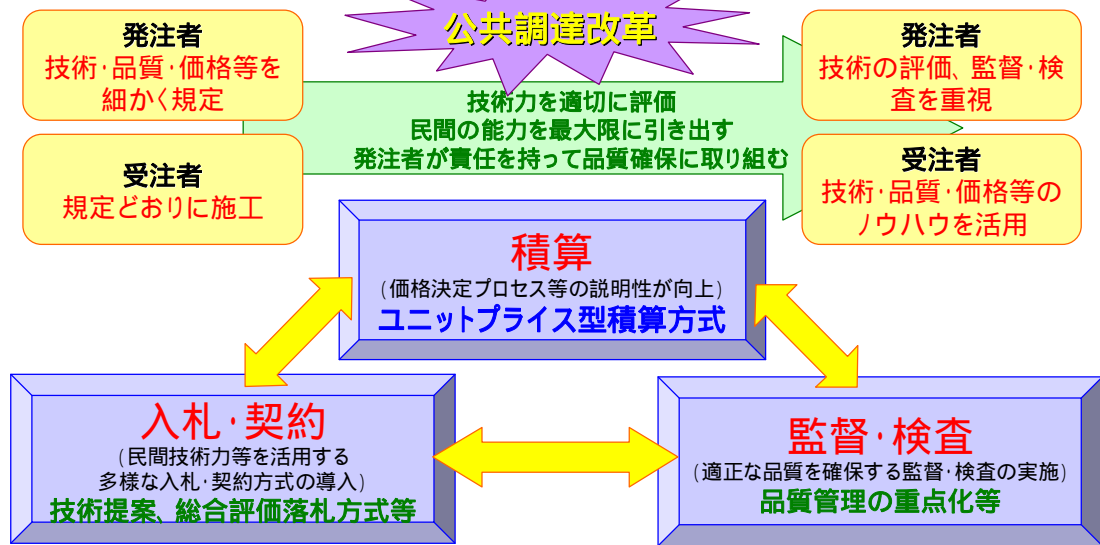 公共調達改革
発注者
技術・品質・価格等を
細かく規定
受注者
規定どおりに施工
技術力を適切に評価
民間の能力を最大限に引き出す
発注者が責任を持って品質確保に取り組む
発注者
技術の評価、監督・検
査を重視
受注者
技術・品質・価格等の
ノウハウを活用
積算
(価格決定プロセス等の説明性が向上)
ユニットプライス型積算方式
入札・契約
(民間技術力等を活用する
多様な入札・契約方式の導入)
技術提案、総合評価落札方式等
監督・検査
(適正な品質を確保する監督・検査の実施)
品質管理の重点化等